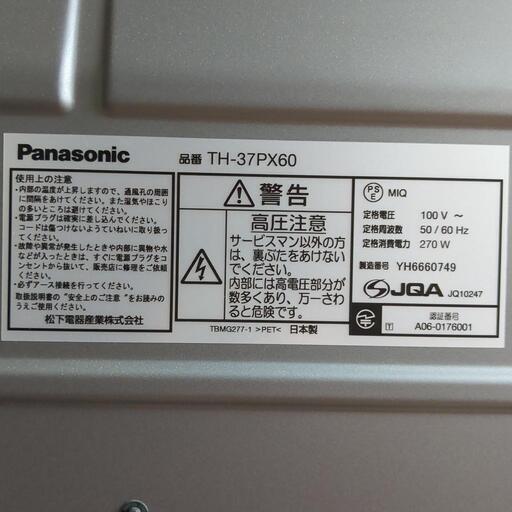 Panasonic
品番 TH-37PX60
使用上の注意
・内部の温度が上昇しますので、通風孔の周囲に
間隔をあけてください。また湿気やほこり
の多いところは避けてください。
・電源プラグは確実に差し込んでください。
コードは傷つけないようていねいに取り扱っ
てください。
・故障や異常が発生したときや内部に異物や水
などが入ったときは、すぐに電源プラグをコ
ンセントから抜いて、販売店に修理をご依頼
ください。
・必ずアース接続を行ってください。
取扱説明書の"安全上のご注意"をお読みの
うえご使用ください。
松下電器産業株式会社
警告
高圧注意
サービスマン以外の方
は、裏ぶたをあけない
でください。
内部には高電圧部分が
数多くあり、万一さわ
ると危険です。
TBMG277-1 >PET< 日本製
PS
E
MIQ
定格電圧 100 V ~
定格周波数 50 / 60 Hz
定格消費電力 270 W
製造番号 YH6660749
JQA JQ10247
認証番号
T A06-0176001